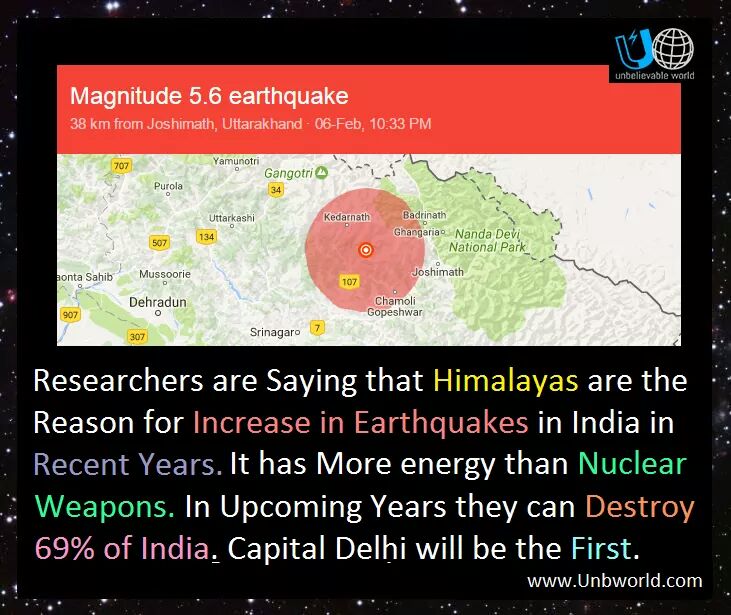 unbelievable world
Magnitude 5.6 earthquake
38 km from Joshimath, Uttarakhand · 06-Feb, 10:33 PM
707
Yamunotri
Gangotri
Purola
34
Kedarnath
Badrinath
Uttarkashi
Ghangaria
Nanda Devi
National Park
134
507
aonta Sahib
Mussoorie
107
Joshimath
Dehradun
Chamoli
Gopeshwar
907
307
Srinagar
7
Researchers are Saying that Himalayas are the
Reason for Increase in Earthquakes in India in
Recent Years. It has More energy than Nuclear
Weapons. In Upcoming Years they can Destroy
69% of India. Capital Delhi will be the First.
www.Unbworld.com